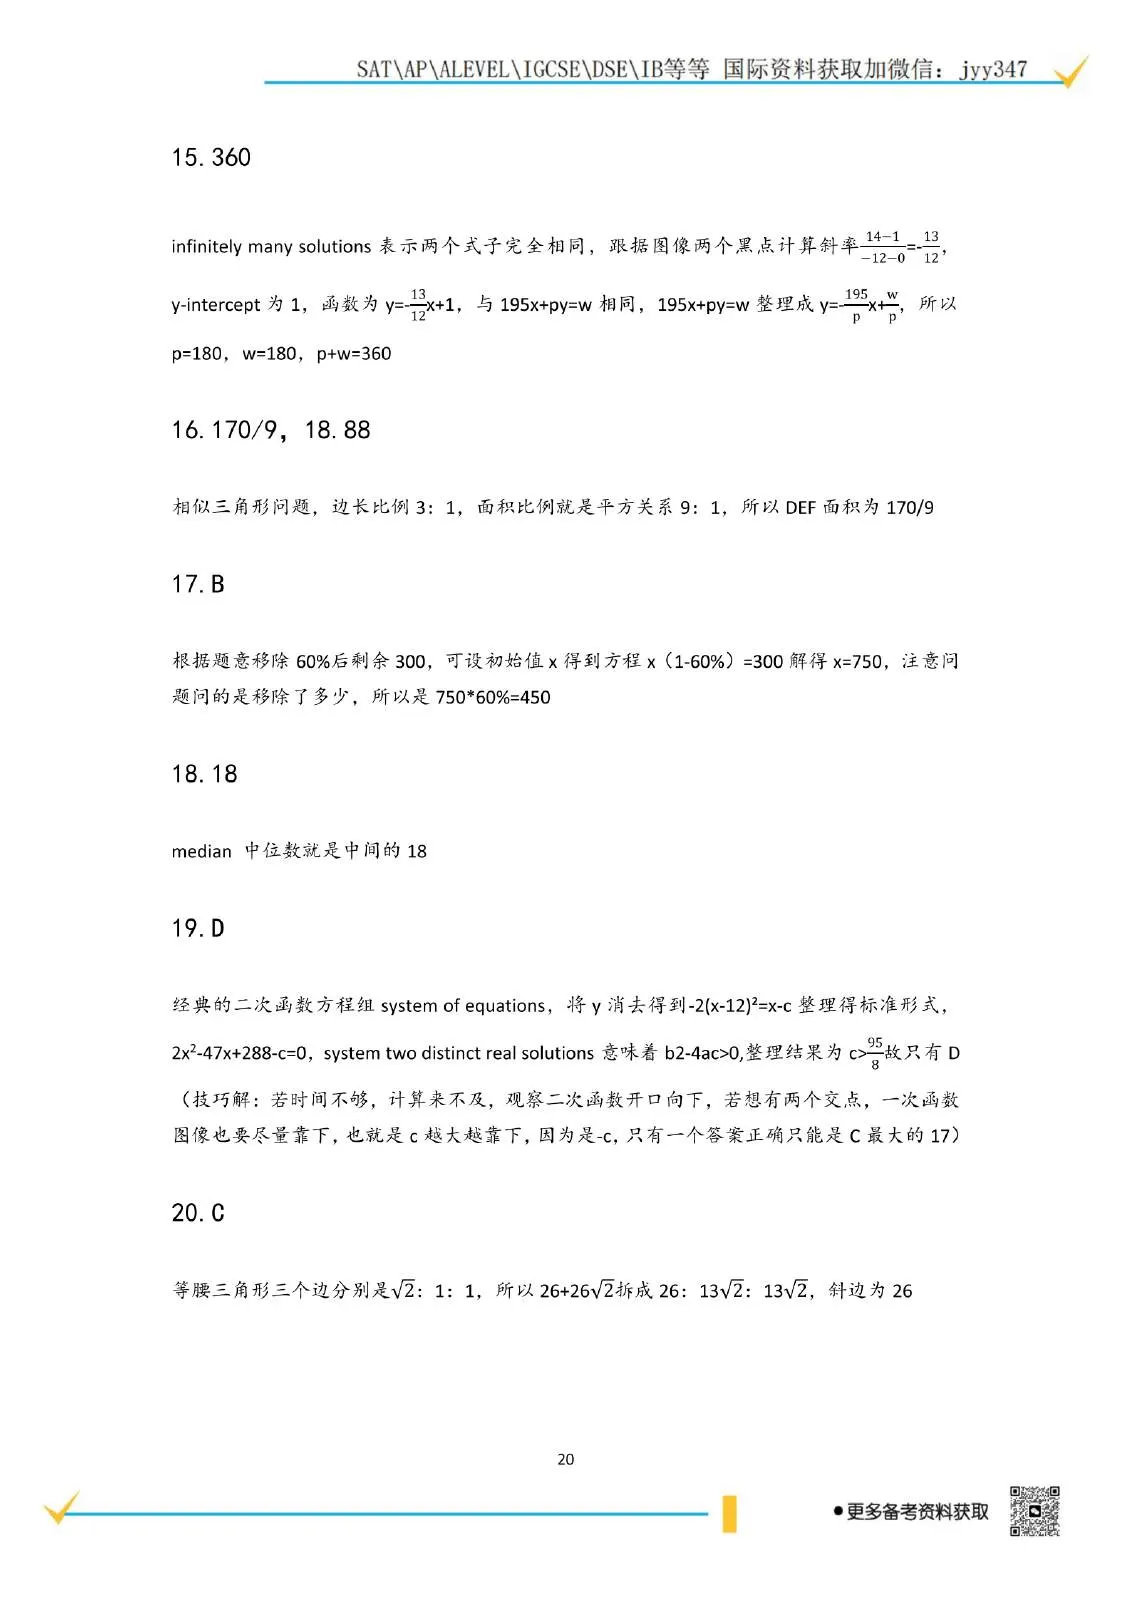 SAT\AP\ALEVEL\IGCSE\DSE\IB等等 国际资料获取加微信：jyy347
15.360
infinitely many solutions 表示两个式子完全相同，跟据图像两个黑点计算斜率14−1/−12−0=-13/12，
y-intercept 为 1，函数为 y=-13/12x+1，与 195x+py=w 相同，195x+py=w 整理成 y=-195/px+w/p，所以
p=180，w=180，p+w=360
16.170/9，18.88
相似三角形问题，边长比例 3：1，面积比例就是平方关系 9：1，所以 DEF 面积为 170/9
17.B
根据题意移除 60%后剩余 300，可设初始值 x 得到方程 x（1-60%）=300 解得 x=750，注意问
题问的是移除了多少，所以是 750*60%=450
18.18
median 中位数就是中间的 18
19.D
经典的二次函数方程组 system of equations，将 y 消去得到-2(x-12)²=x-c 整理得标准形式，
2x²-47x+288-c=0，system two distinct real solutions 意味着 b2-4ac>0,整理结果为 c>95/8故只有 D
（技巧解：若时间不够，计算来不及，观察二次函数开口向下，若想有两个交点，一次函数
图像也要尽量靠下，也就是 c 越大越靠下，因为是-c，只有一个答案正确只能是 C 最大的 17）
20.C
等腰三角形三个边分别是√2：1：1，所以 26+26√2拆成 26：13√2：13√2，斜边为 26
20
●更多备考资料获取